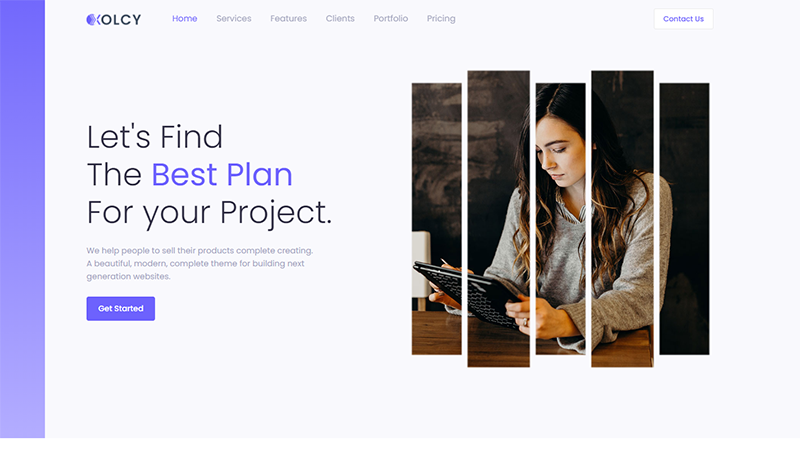 XOLCY
Home Services Features Clients Portfolio Pricing
Contact Us
Let's Find
The Best Plan
For your Project.
We help people to sell their products complete creating.
A beautiful, modern, complete theme for building next
generation websites.
Get Started